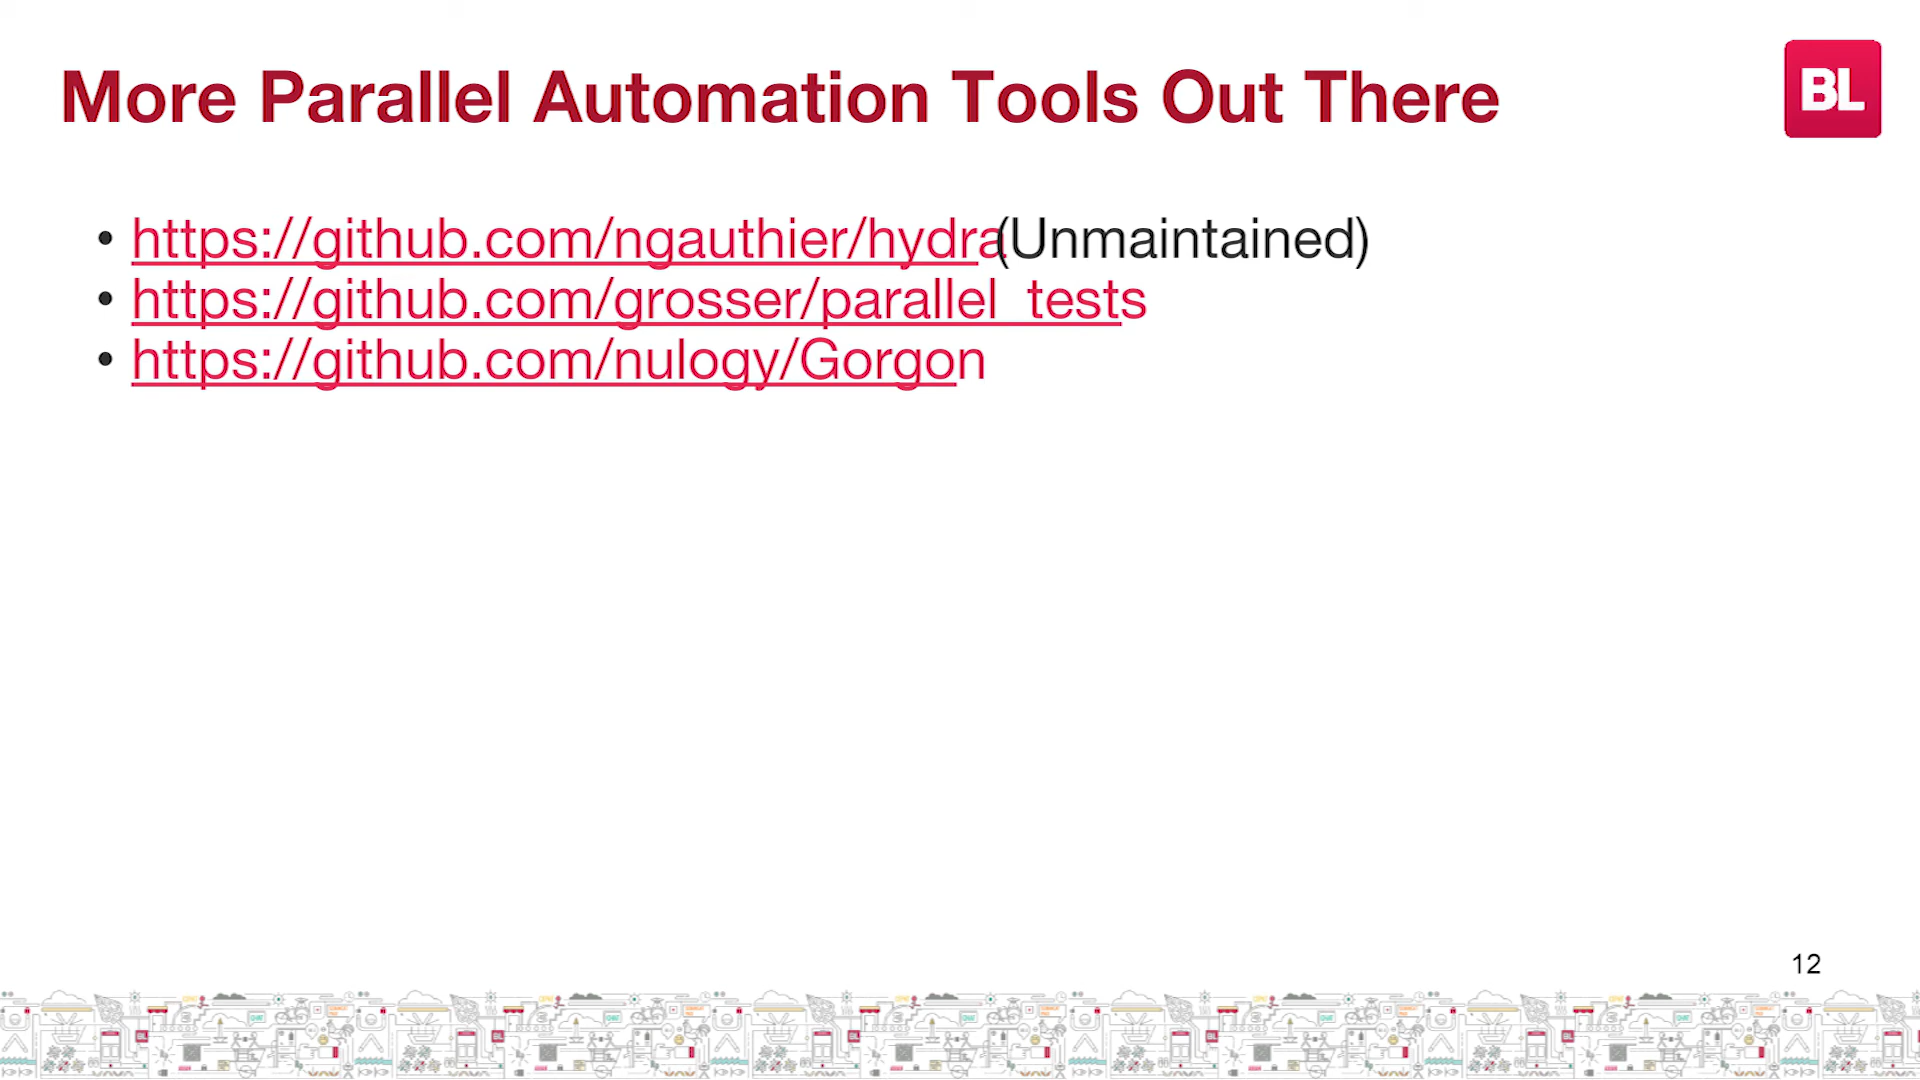 More Parallel Automation Tools Out There
BL
• https://github.com/ngauthier/hydra (Unmaintained)
• https://github.com/grosser/parallel_tests
• https://github.com/nulogy/Gorgon
12